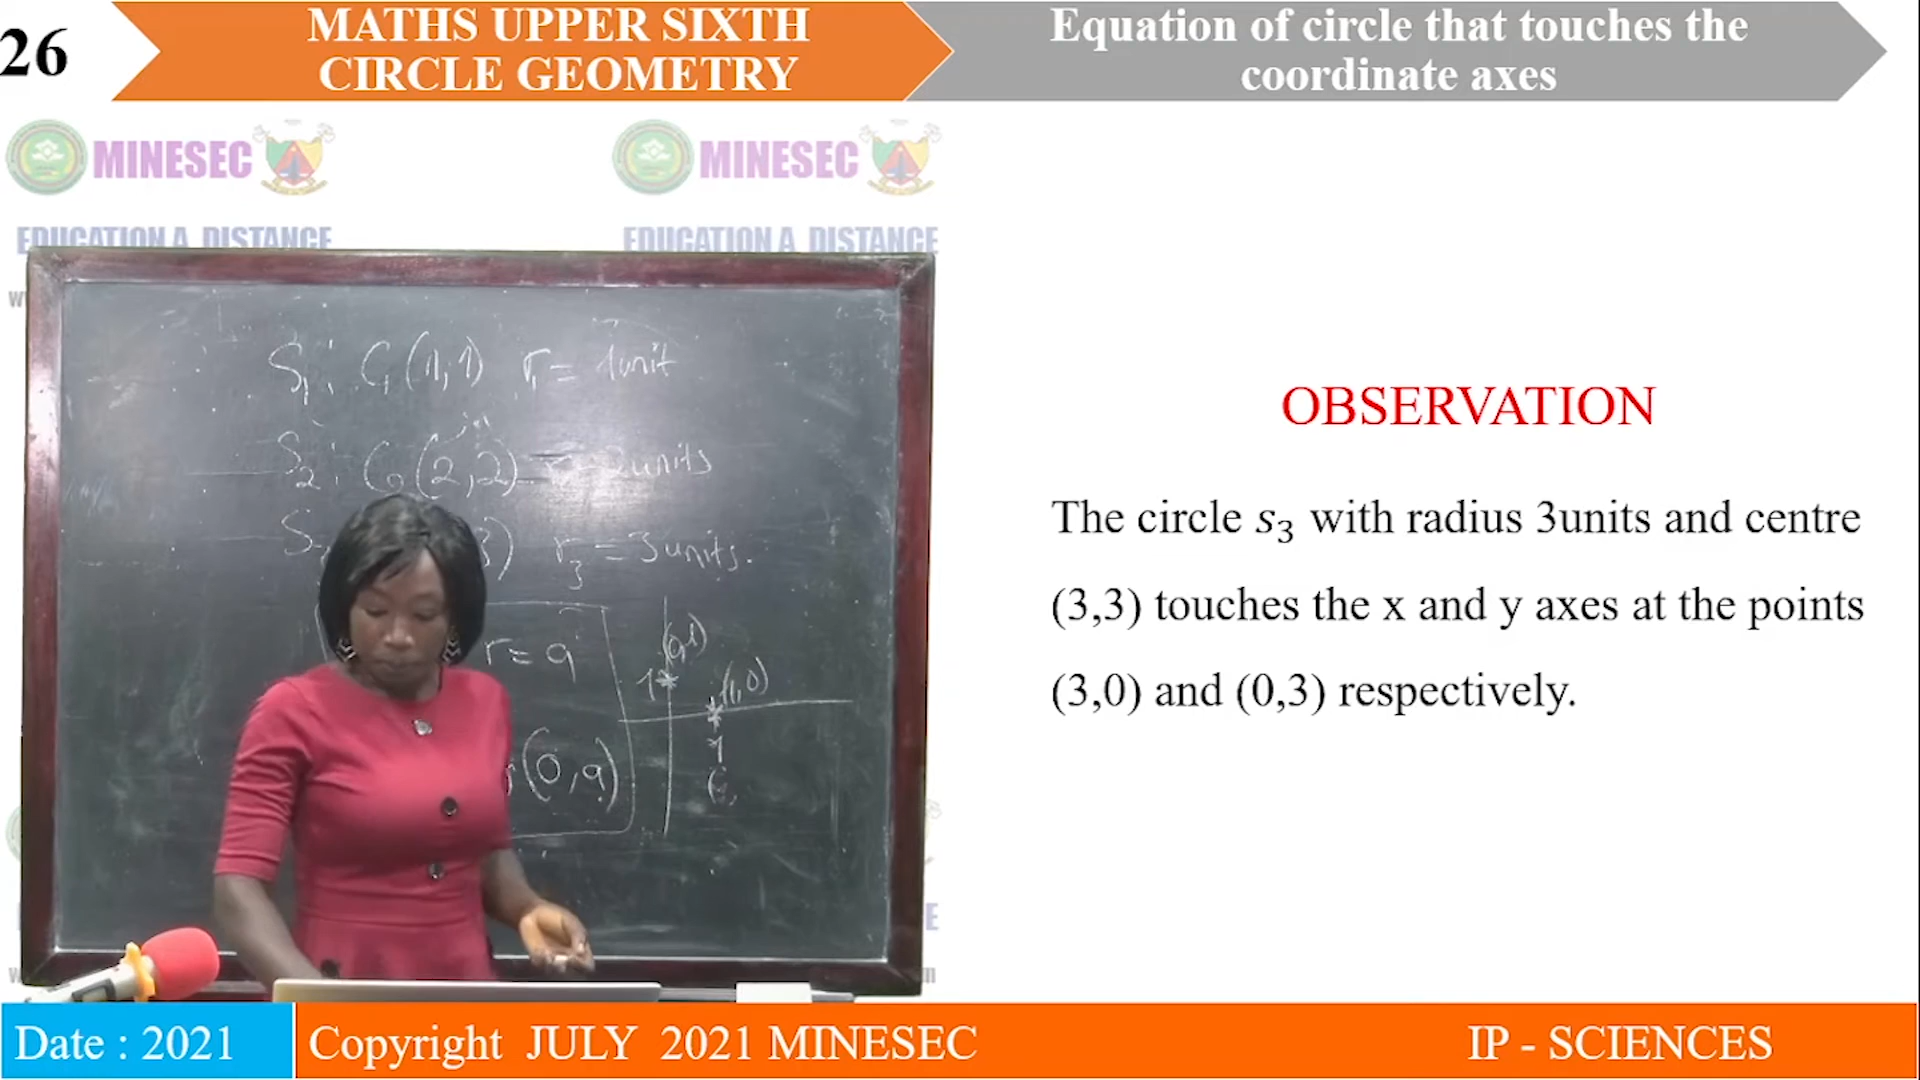 26
MATHS UPPER SIXTH
CIRCLE GEOMETRY
Equation of circle that touches the
coordinate axes
MINESEC
MINESEC
EDUCATION A DISTANCE
EDUCATION A DISTANCE
S₁: C₁(1,1) r₁ = 1unit
S₂: C₂(2,2) r = 2units
3) r₃ = 3units.
r = a
(0,1)
1
(1,0)
1
(0,a)
OBSERVATION
The circle s₃ with radius 3units and centre
(3,3) touches the x and y axes at the points
(3,0) and (0,3) respectively.
Date : 2021
Copyright JULY 2021 MINESEC
IP - SCIENCES